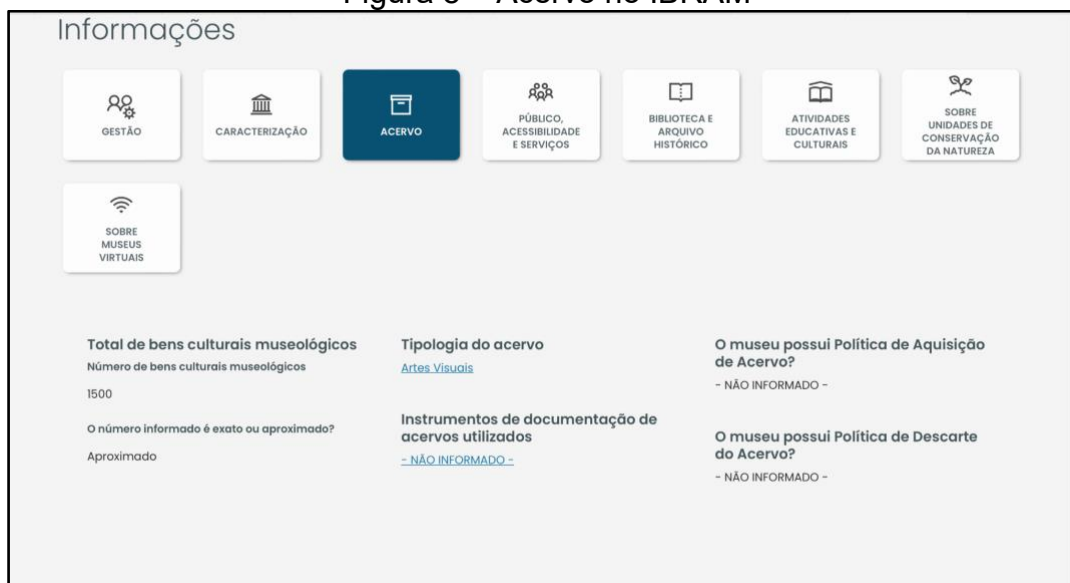 Informações
GESTÃO
CARACTERIZAÇÃO
ACERVO
PÚBLICO,
ACESSIBILIDADE
E SERVIÇOS
BIBLIOTECA E
ARQUIVO
HISTÓRICO
ATIVIDADES
EDUCATIVAS E
CULTURAIS
SOBRE
UNIDADES DE
CONSERVAÇÃO
DA NATUREZA
SOBRE
MUSEUS
VIRTUAIS
Total de bens culturais museológicos
Número de bens culturais museológicos
1500
O número informado é exato ou aproximado?
Aproximado
Tipologia do acervo
Artes Visuais
Instrumentos de documentação de
acervos utilizados
- NÃO INFORMADO -
O museu possui Política de Aquisição
de Acervo?
- NÃO INFORMADO -
O museu possui Política de Descarte
do Acervo?
- NÃO INFORMADO -